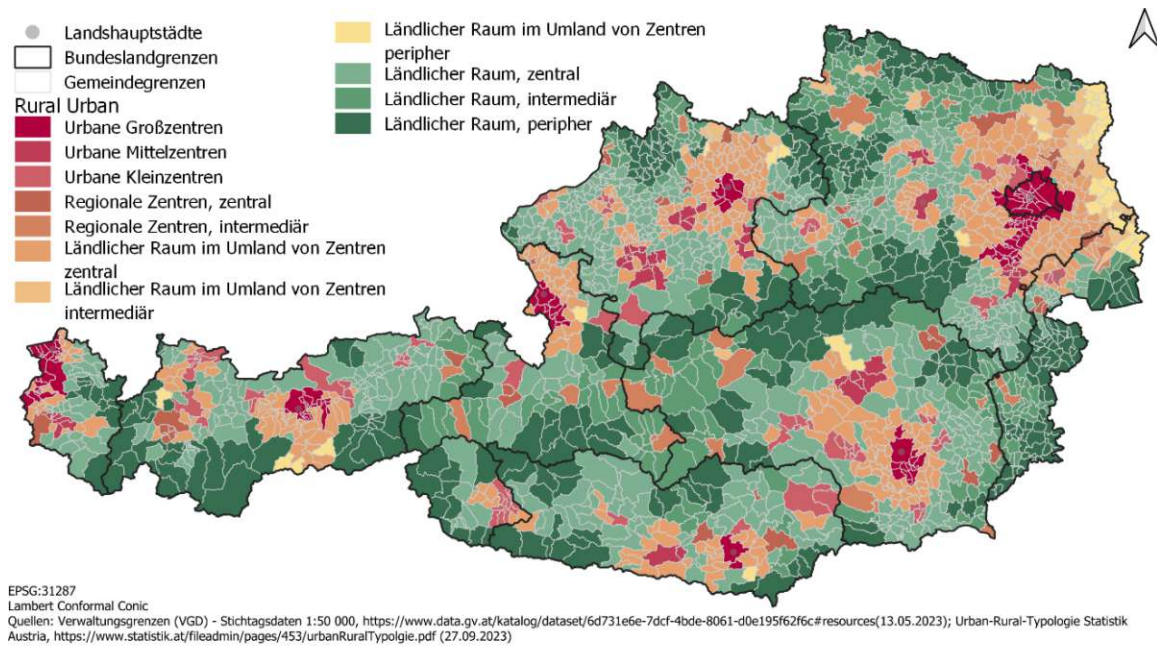 Landshauptstädte
Bundeslandgrenzen
Gemeindegrenzen
Rural Urban
Urbane Großzentren
Urbane Mittelzentren
Urbane Kleinzentren
Regionale Zentren, zentral
Regionale Zentren, intermediär
Ländlicher Raum im Umland von Zentren
zentral
Ländlicher Raum im Umland von Zentren
intermediär
Ländlicher Raum im Umland von Zentren
peripher
Ländlicher Raum, zentral
Ländlicher Raum, intermediär
Ländlicher Raum, peripher
EPSG:31287
Lambert Conformal Conic
Quellen: Verwaltungsgrenzen (VGD) - Stichtagsdaten 1:50 000, https://www.data.gv.at/katalog/dataset/6d731e6e-7dcf-4bde-8061-d0e195f62f6c#resources(13.05.2023); Urban-Rural-Typologie Statistik
Austria, https://www.statistik.at/fileadmin/pages/453/urbanRuralTypolgie.pdf (27.09.2023)